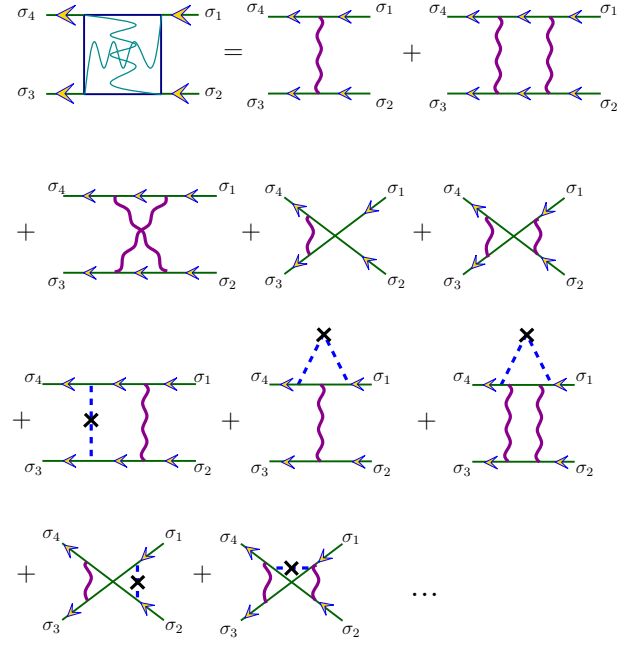 σ₄ σ₁ σ₄ σ₁ σ₄ σ₁
= +
σ₃ σ₂ σ₃ σ₂ σ₃ σ₂
σ₄ σ₁ σ₄ σ₁ σ₄ σ₁
+ + +
σ₃ σ₂ σ₃ σ₂ σ₃ σ₂
σ₄ σ₁ σ₄ σ₁ σ₄ σ₁
+ + +
σ₃ σ₂ σ₃ σ₂ σ₃ σ₂
σ₄ σ₁ σ₄ σ₁
+ + ...
σ₃ σ₂ σ₃ σ₂